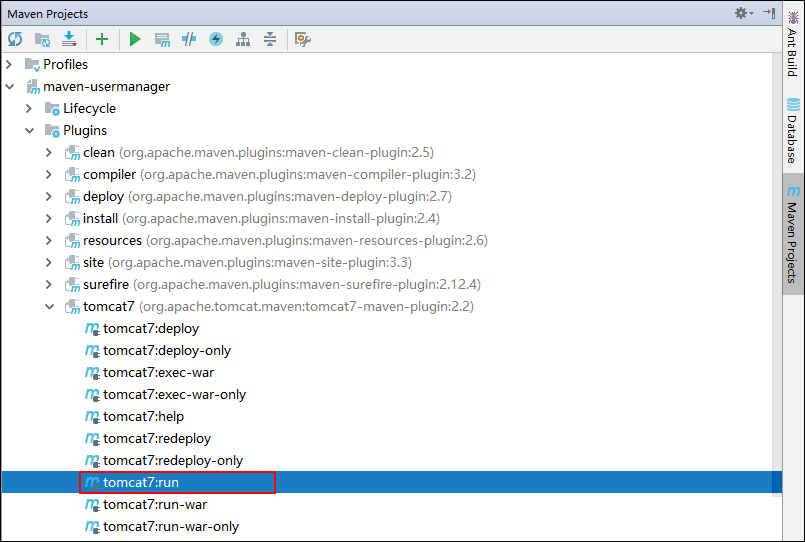 Maven Projects
Profiles
maven-usermanager
Lifecycle
Plugins
clean (org.apache.maven.plugins:maven-clean-plugin:2.5)
compiler (org.apache.maven.plugins:maven-compiler-plugin:3.2)
deploy (org.apache.maven.plugins:maven-deploy-plugin:2.7)
install (org.apache.maven.plugins:maven-install-plugin:2.4)
resources (org.apache.maven.plugins:maven-resources-plugin:2.6)
site (org.apache.maven.plugins:maven-site-plugin:3.3)
surefire (org.apache.maven.plugins:maven-surefire-plugin:2.12.4)
tomcat7 (org.apache.tomcat.maven:tomcat7-maven-plugin:2.2)
tomcat7:deploy
tomcat7:deploy-only
tomcat7:exec-war
tomcat7:exec-war-only
tomcat7:help
tomcat7:redeploy
tomcat7:redeploy-only
tomcat7:run
tomcat7:run-war
tomcat7:run-war-only
Ant Build
Database
Maven Projects